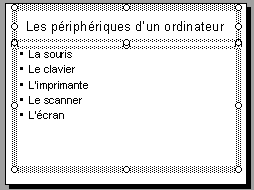 Les périphériques d'un ordinateur
• La souris
• Le clavier
• L'imprimante
• Le scanner
• L'écran